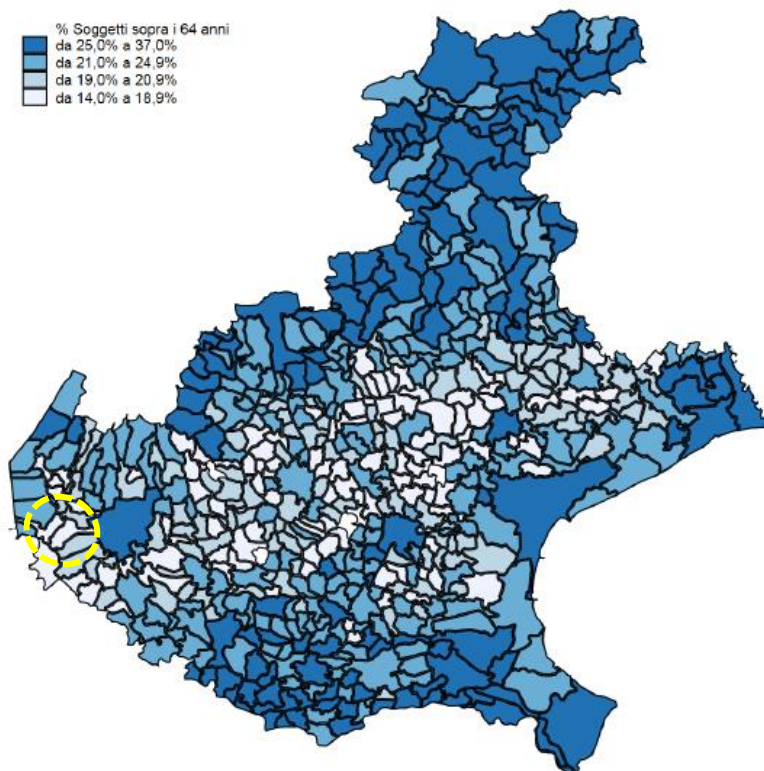 % Soggetti sopra i 64 anni
da 25,0% a 37,0%
da 21,0% a 24,9%
da 19,0% a 20,9%
da 14,0% a 18,9%